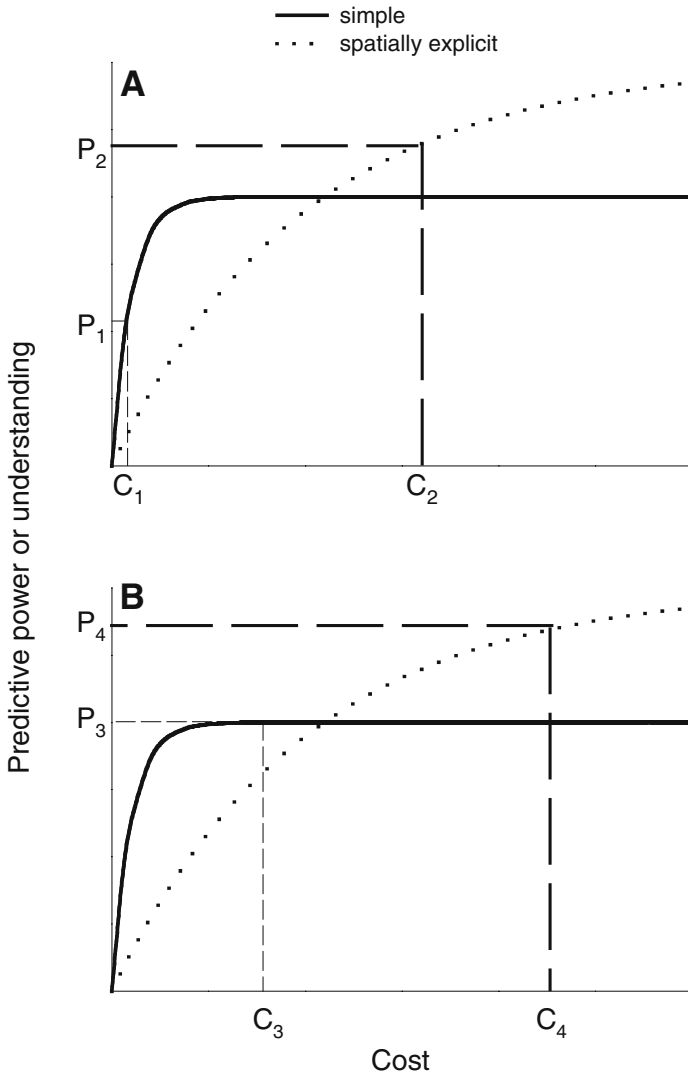 simple
spatially explicit
A
P2
P1
C1
C2
Predictive power or understanding
B
P4
P3
C3
C4
Cost